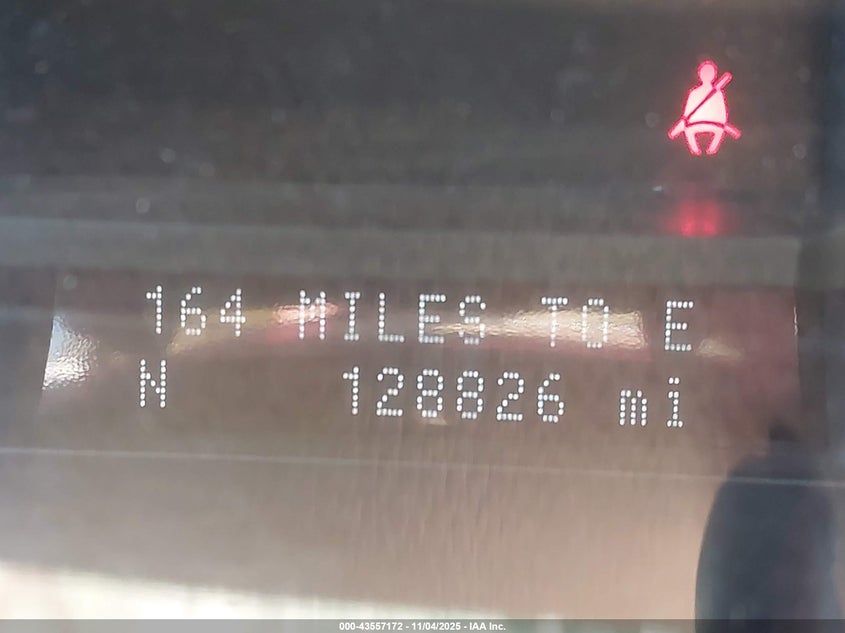 164 MILES TO E
N 128826 mi
000-43557172 - 11/04/2025 - IAA Inc.